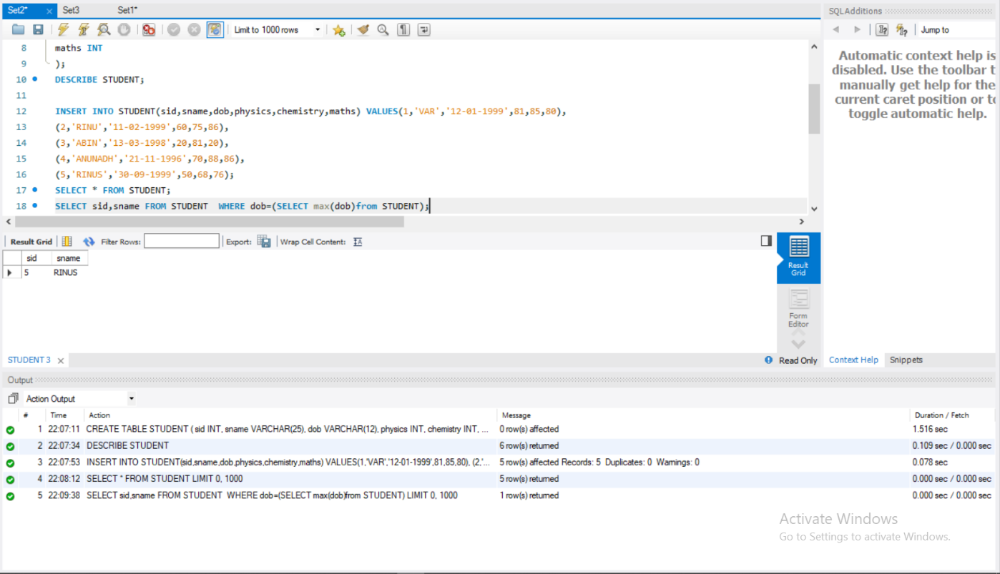 Set2* Set3 Set1*
SQLAdditions
Limit to 1000 rows
Jump to
8 maths INT
9 );
10 DESCRIBE STUDENT;
11
12 INSERT INTO STUDENT(sid,sname,dob,physics,chemistry,maths) VALUES(1,'VAR','12-01-1999',81,85,80),
13 (2,'RINU','11-02-1999',60,75,86),
14 (3,'ABIN','13-03-1998',20,81,20),
15 (4,'ANUNADH','21-11-1996',70,88,86),
16 (5,'RINUS','30-09-1999',50,68,76);
17 SELECT * FROM STUDENT;
18 SELECT sid,sname FROM STUDENT  WHERE dob=(SELECT max(dob)from STUDENT);
Automatic context help is
disabled. Use the toolbar t
manually get help for the
current caret position or to
toggle automatic help.
Result Grid Filter Rows: Export: Wrap Cell Content:
sid sname
5 RINUS
Result
Grid
Form
Editor
STUDENT 3
Read Only
Context Help Snippets
Output
Action Output
# Time Action Message Duration / Fetch
1 22:07:11 CREATE TABLE STUDENT ( sid INT, sname VARCHAR(25), dob VARCHAR(12), physics INT, chemistry INT, ... 0 row(s) affected 1.516 sec
2 22:07:34 DESCRIBE STUDENT 6 row(s) returned 0.109 sec / 0.000 sec
3 22:07:53 INSERT INTO STUDENT(sid,sname,dob,physics,chemistry,maths) VALUES(1,'VAR','12-01-1999',81,85,80), (2,'... 5 row(s) affected Records: 5  Duplicates: 0  Warnings: 0 0.078 sec
4 22:08:12 SELECT * FROM STUDENT LIMIT 0, 1000 5 row(s) returned 0.000 sec / 0.000 sec
5 22:09:38 SELECT sid,sname FROM STUDENT  WHERE dob=(SELECT max(dob)from STUDENT) LIMIT 0, 1000 1 row(s) returned 0.000 sec / 0.000 sec
Activate Windows
Go to Settings to activate Windows.